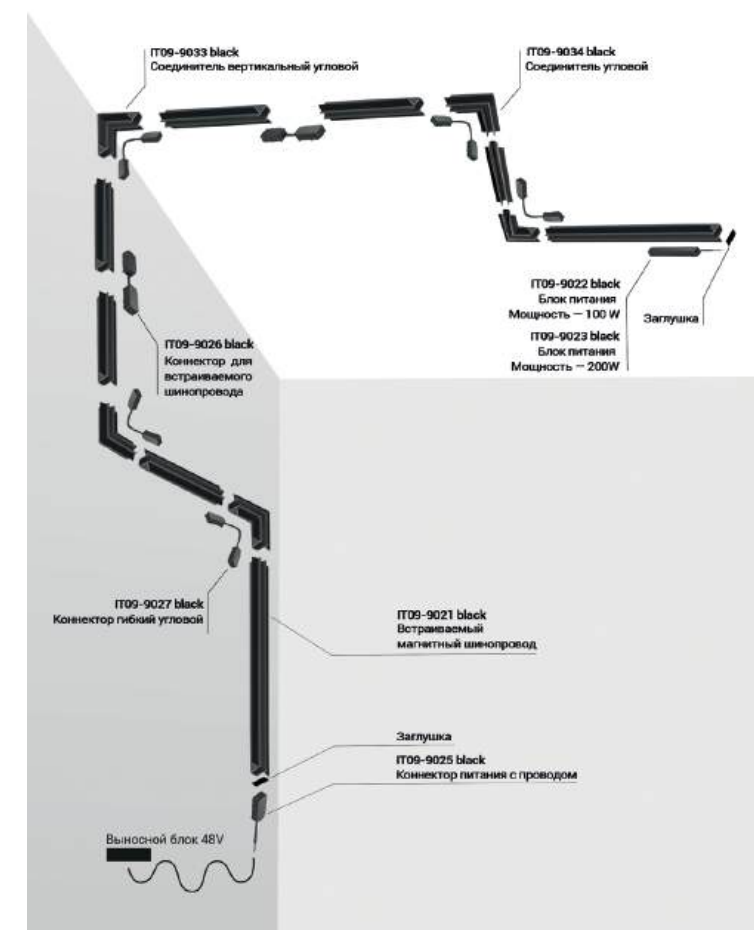 IT09-9033 black
Соединитель вертикальный угловой
IT09-9034 black
Соединитель угловой
IT09-9022 black
Блок питания
Мощность — 100 W
IT09-9023 black
Блок питания
Мощность — 200W
Заглушка
IT09-9026 black
Коннектор для
встраиваемого
шинопровода
IT09-9027 black
Коннектор гибкий угловой
IT09-9021 black
Встраиваемый
магнитный шинопровод
Заглушка
IT09-9025 black
Коннектор питания с проводом
Выносной блок 48V